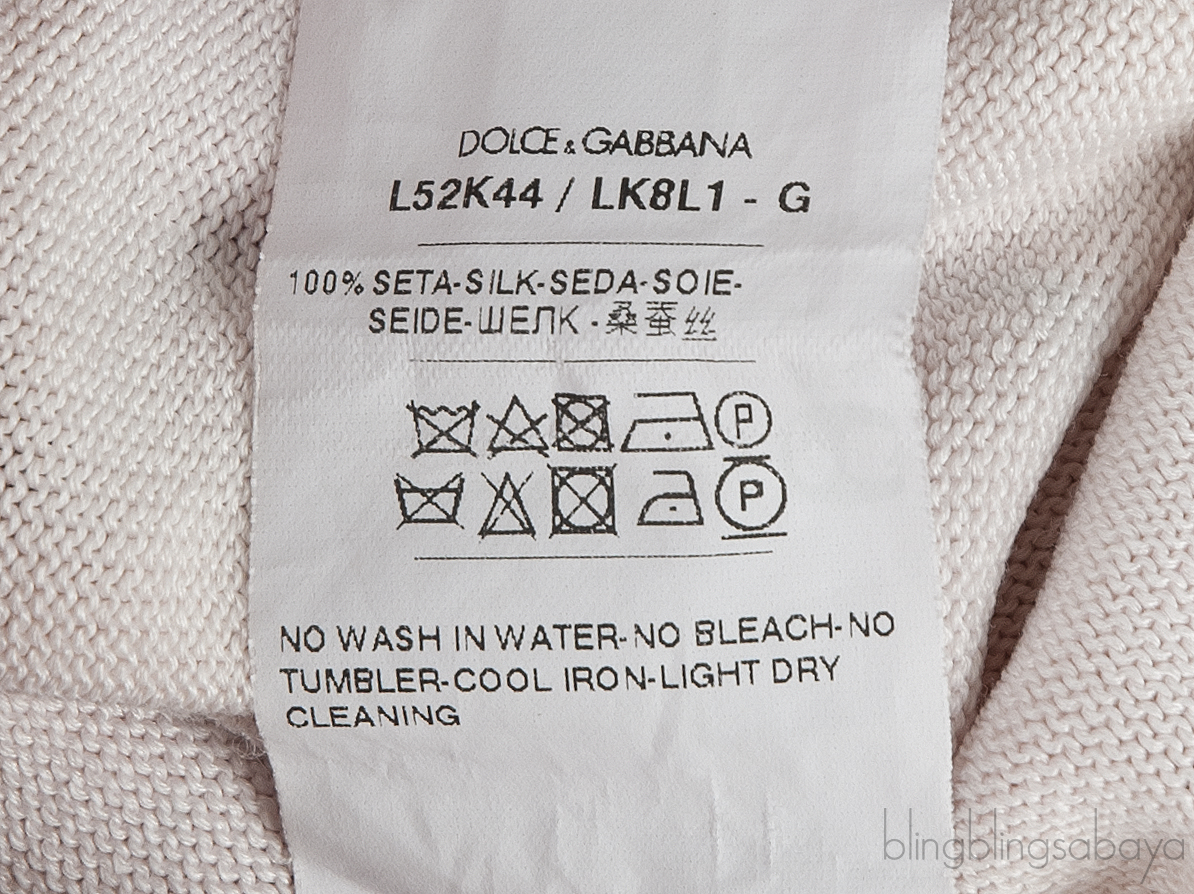 DOLCE & GABBANA
L52K44 / LK8L1 - G
100% SETA-SILK-SEDA-SOIE-
SEIDE-ШЕЛК-桑蚕丝
P
P
NO WASH IN WATER-NO BLEACH-NO
TUMBLER-COOL IRON-LIGHT DRY
CLEANING
blingblingsabaya